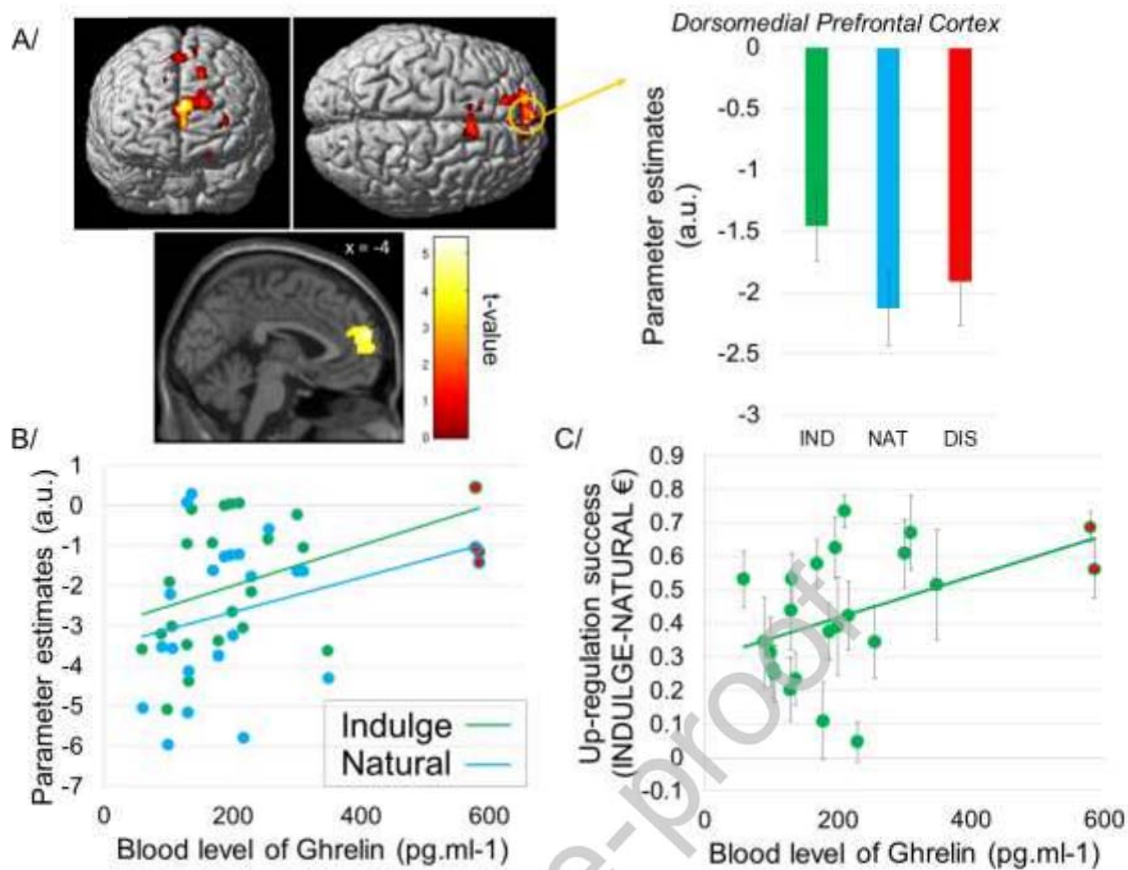 A/
Dorsomedial Prefrontal Cortex
x = -4
5
4
3
2
1
0
t-value
Parameter estimates
(a.u.)
0
-0.5
-1
-1.5
-2
-2.5
-3
IND NAT DIS
B/
Parameter estimates (a.u.)
1
0
-1
-2
-3
-4
-5
-6
-7
Indulge
Natural
0 200 400 600
Blood level of Ghrelin (pg.ml-1)
C/
Up-regulation success
(INDULGE-NATURAL €)
0.9
0.8
0.7
0.6
0.5
0.4
0.3
0.2
0.1
0
-0.1
0 200 400 600
Blood level of Ghrelin (pg.ml-1)
e-proof